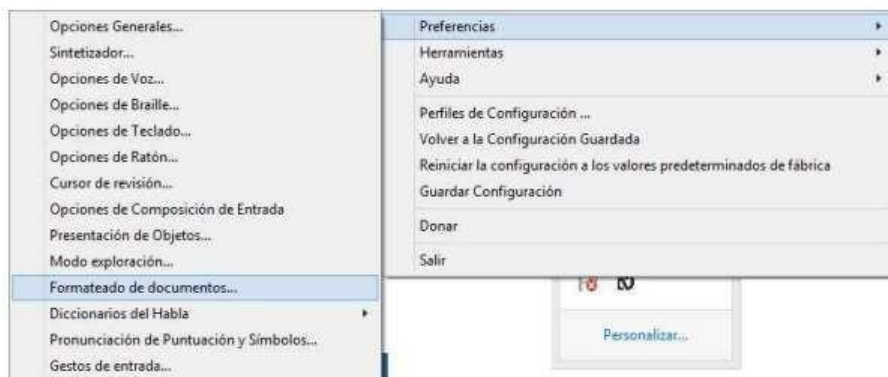 Opciones Generales...
Sintetizador...
Opciones de Voz...
Opciones de Braille...
Opciones de Teclado...
Opciones de Ratón...
Cursor de revisión...
Opciones de Composición de Entrada
Presentación de Objetos...
Modo exploración...
Formateado de documentos...
Diccionarios del Habla
Pronunciación de Puntuación y Símbolos...
Gestos de entrada...
Preferencias
Herramientas
Ayuda
Perfiles de Configuración ...
Volver a la Configuración Guardada
Reiniciar la configuración a los valores predeterminados de fábrica
Guardar Configuración
Donar
Salir
Personalizar...